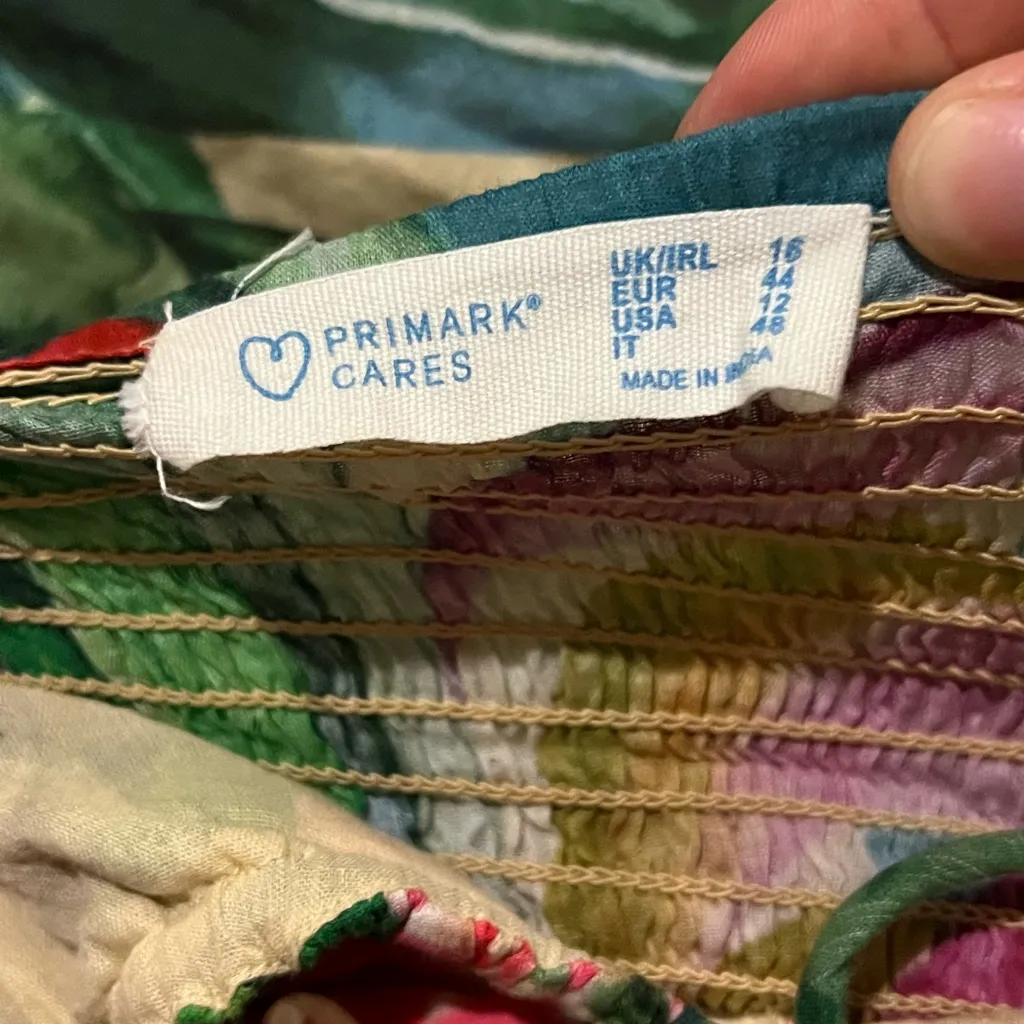 PRIMARK®
CARES
UK/IRL 16
EUR 44
USA 12
IT 48
MADE IN INDIA